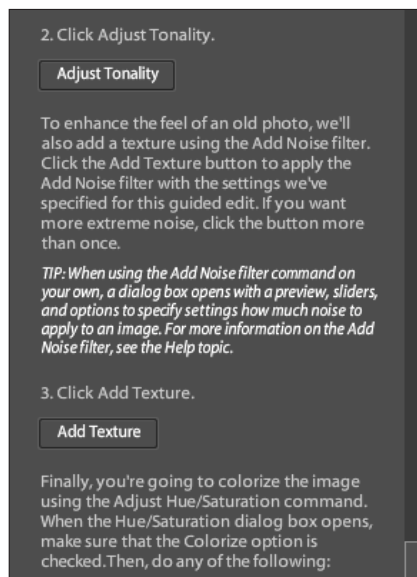 2. Click Adjust Tonality.
Adjust Tonality
To enhance the feel of an old photo, we'll
also add a texture using the Add Noise filter.
Click the Add Texture button to apply the
Add Noise filter with the settings we've
specified for this guided edit. If you want
more extreme noise, click the button more
than once.
TIP: When using the Add Noise filter command on
your own, a dialog box opens with a preview, sliders,
and options to specify settings how much noise to
apply to an image. For more information on the Add
Noise filter, see the Help topic.
3. Click Add Texture.
Add Texture
Finally, you're going to colorize the image
using the Adjust Hue/Saturation command.
When the Hue/Saturation dialog box opens,
make sure that the Colorize option is
checked.Then, do any of the following: